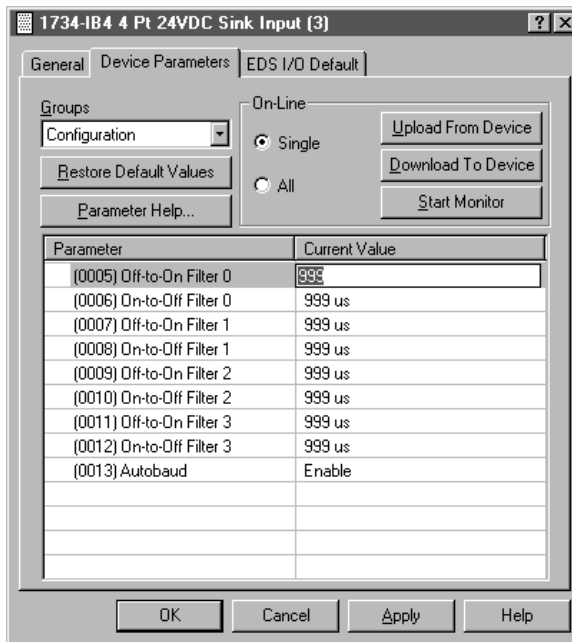 1734-IB4 4 Pt 24VDC Sink Input (3)
? x
General Device Parameters EDS I/O Default
Groups
Configuration
Restore Default Values
Parameter Help...
On-Line
Single
All
Upload From Device
Download To Device
Start Monitor
Parameter Current Value
(0005) Off-to-On Filter 0 999
(0006) On-to-Off Filter 0 999 us
(0007) Off-to-On Filter 1 999 us
(0008) On-to-Off Filter 1 999 us
(0009) Off-to-On Filter 2 999 us
(0010) On-to-Off Filter 2 999 us
(0011) Off-to-On Filter 3 999 us
(0012) On-to-Off Filter 3 999 us
(0013) Autobaud Enable
OK Cancel Apply Help